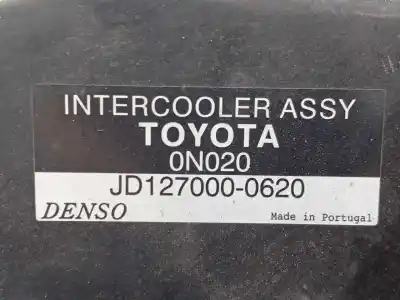 INTERCOOLER ASSY
TOYOTA
0N020
JD127000-0620
DENSO Made in Portugal